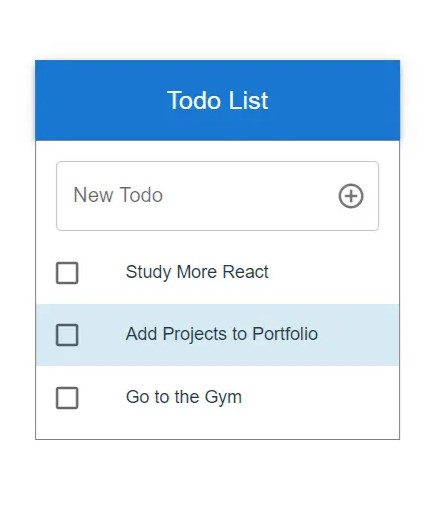 Todo List
New Todo
Study More React
Add Projects to Portfolio
Go to the Gym